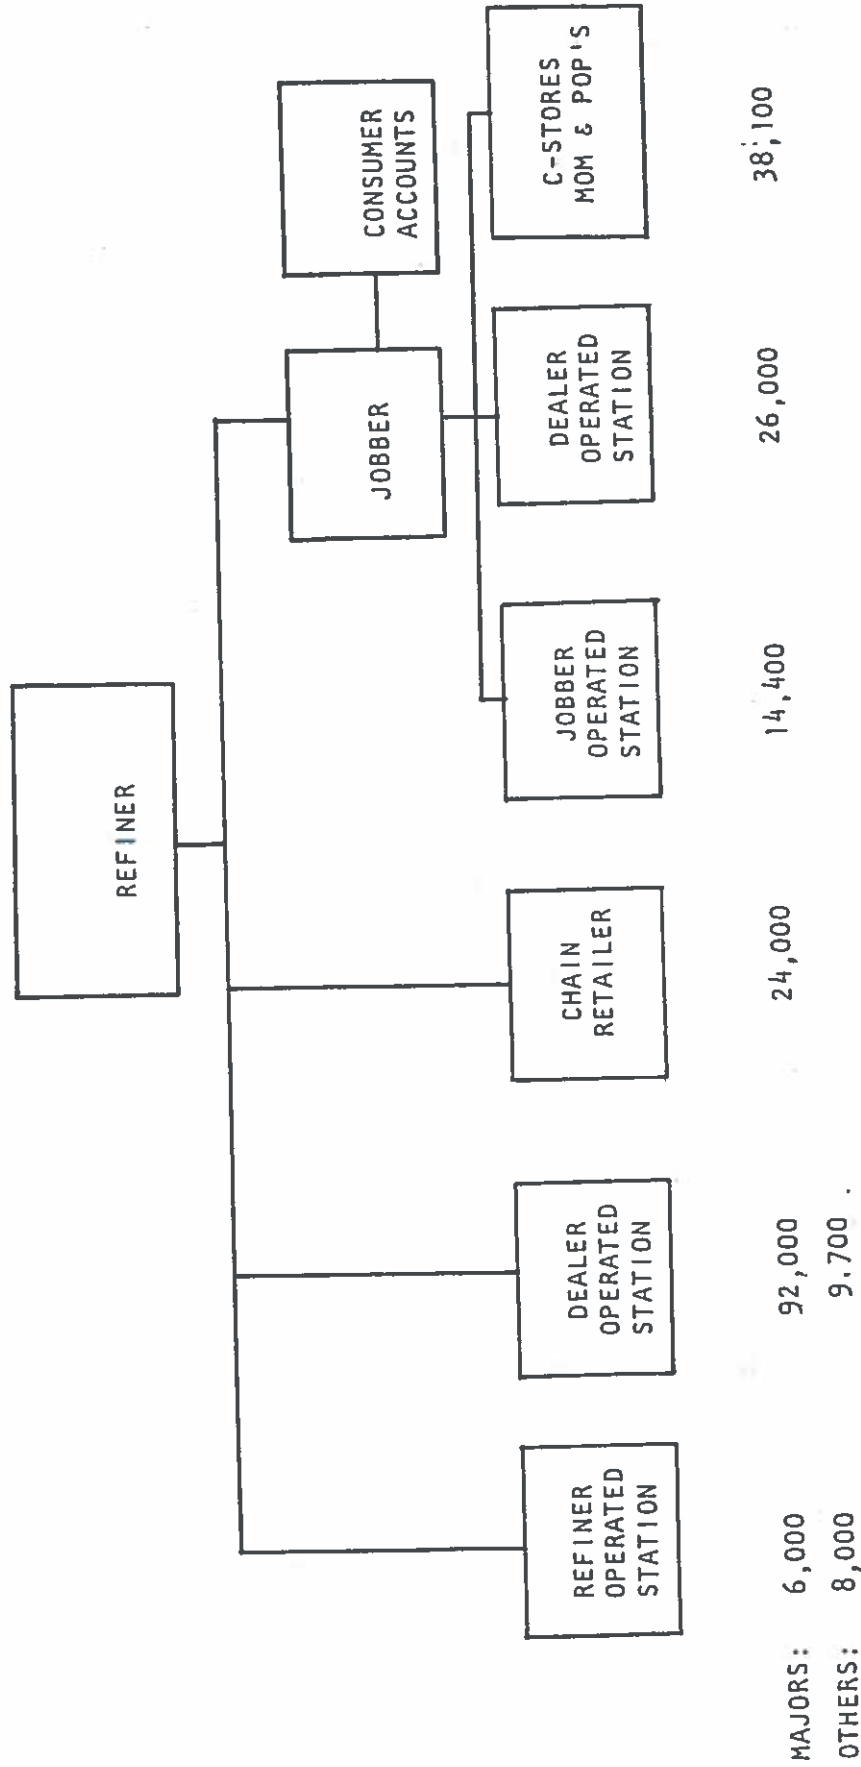 REFINER
JOBBER
CONSUMER
ACCOUNTS
REFINER
OPERATED
STATION
DEALER
OPERATED
STATION
CHAIN
RETAILER
JOBBER
OPERATED
STATION
DEALER
OPERATED
STATION
C-STORES
MOM & POP'S
MAJORS: 6,000 92,000 24,000 14,400 26,000 38,100
OTHERS: 8,000 9.700